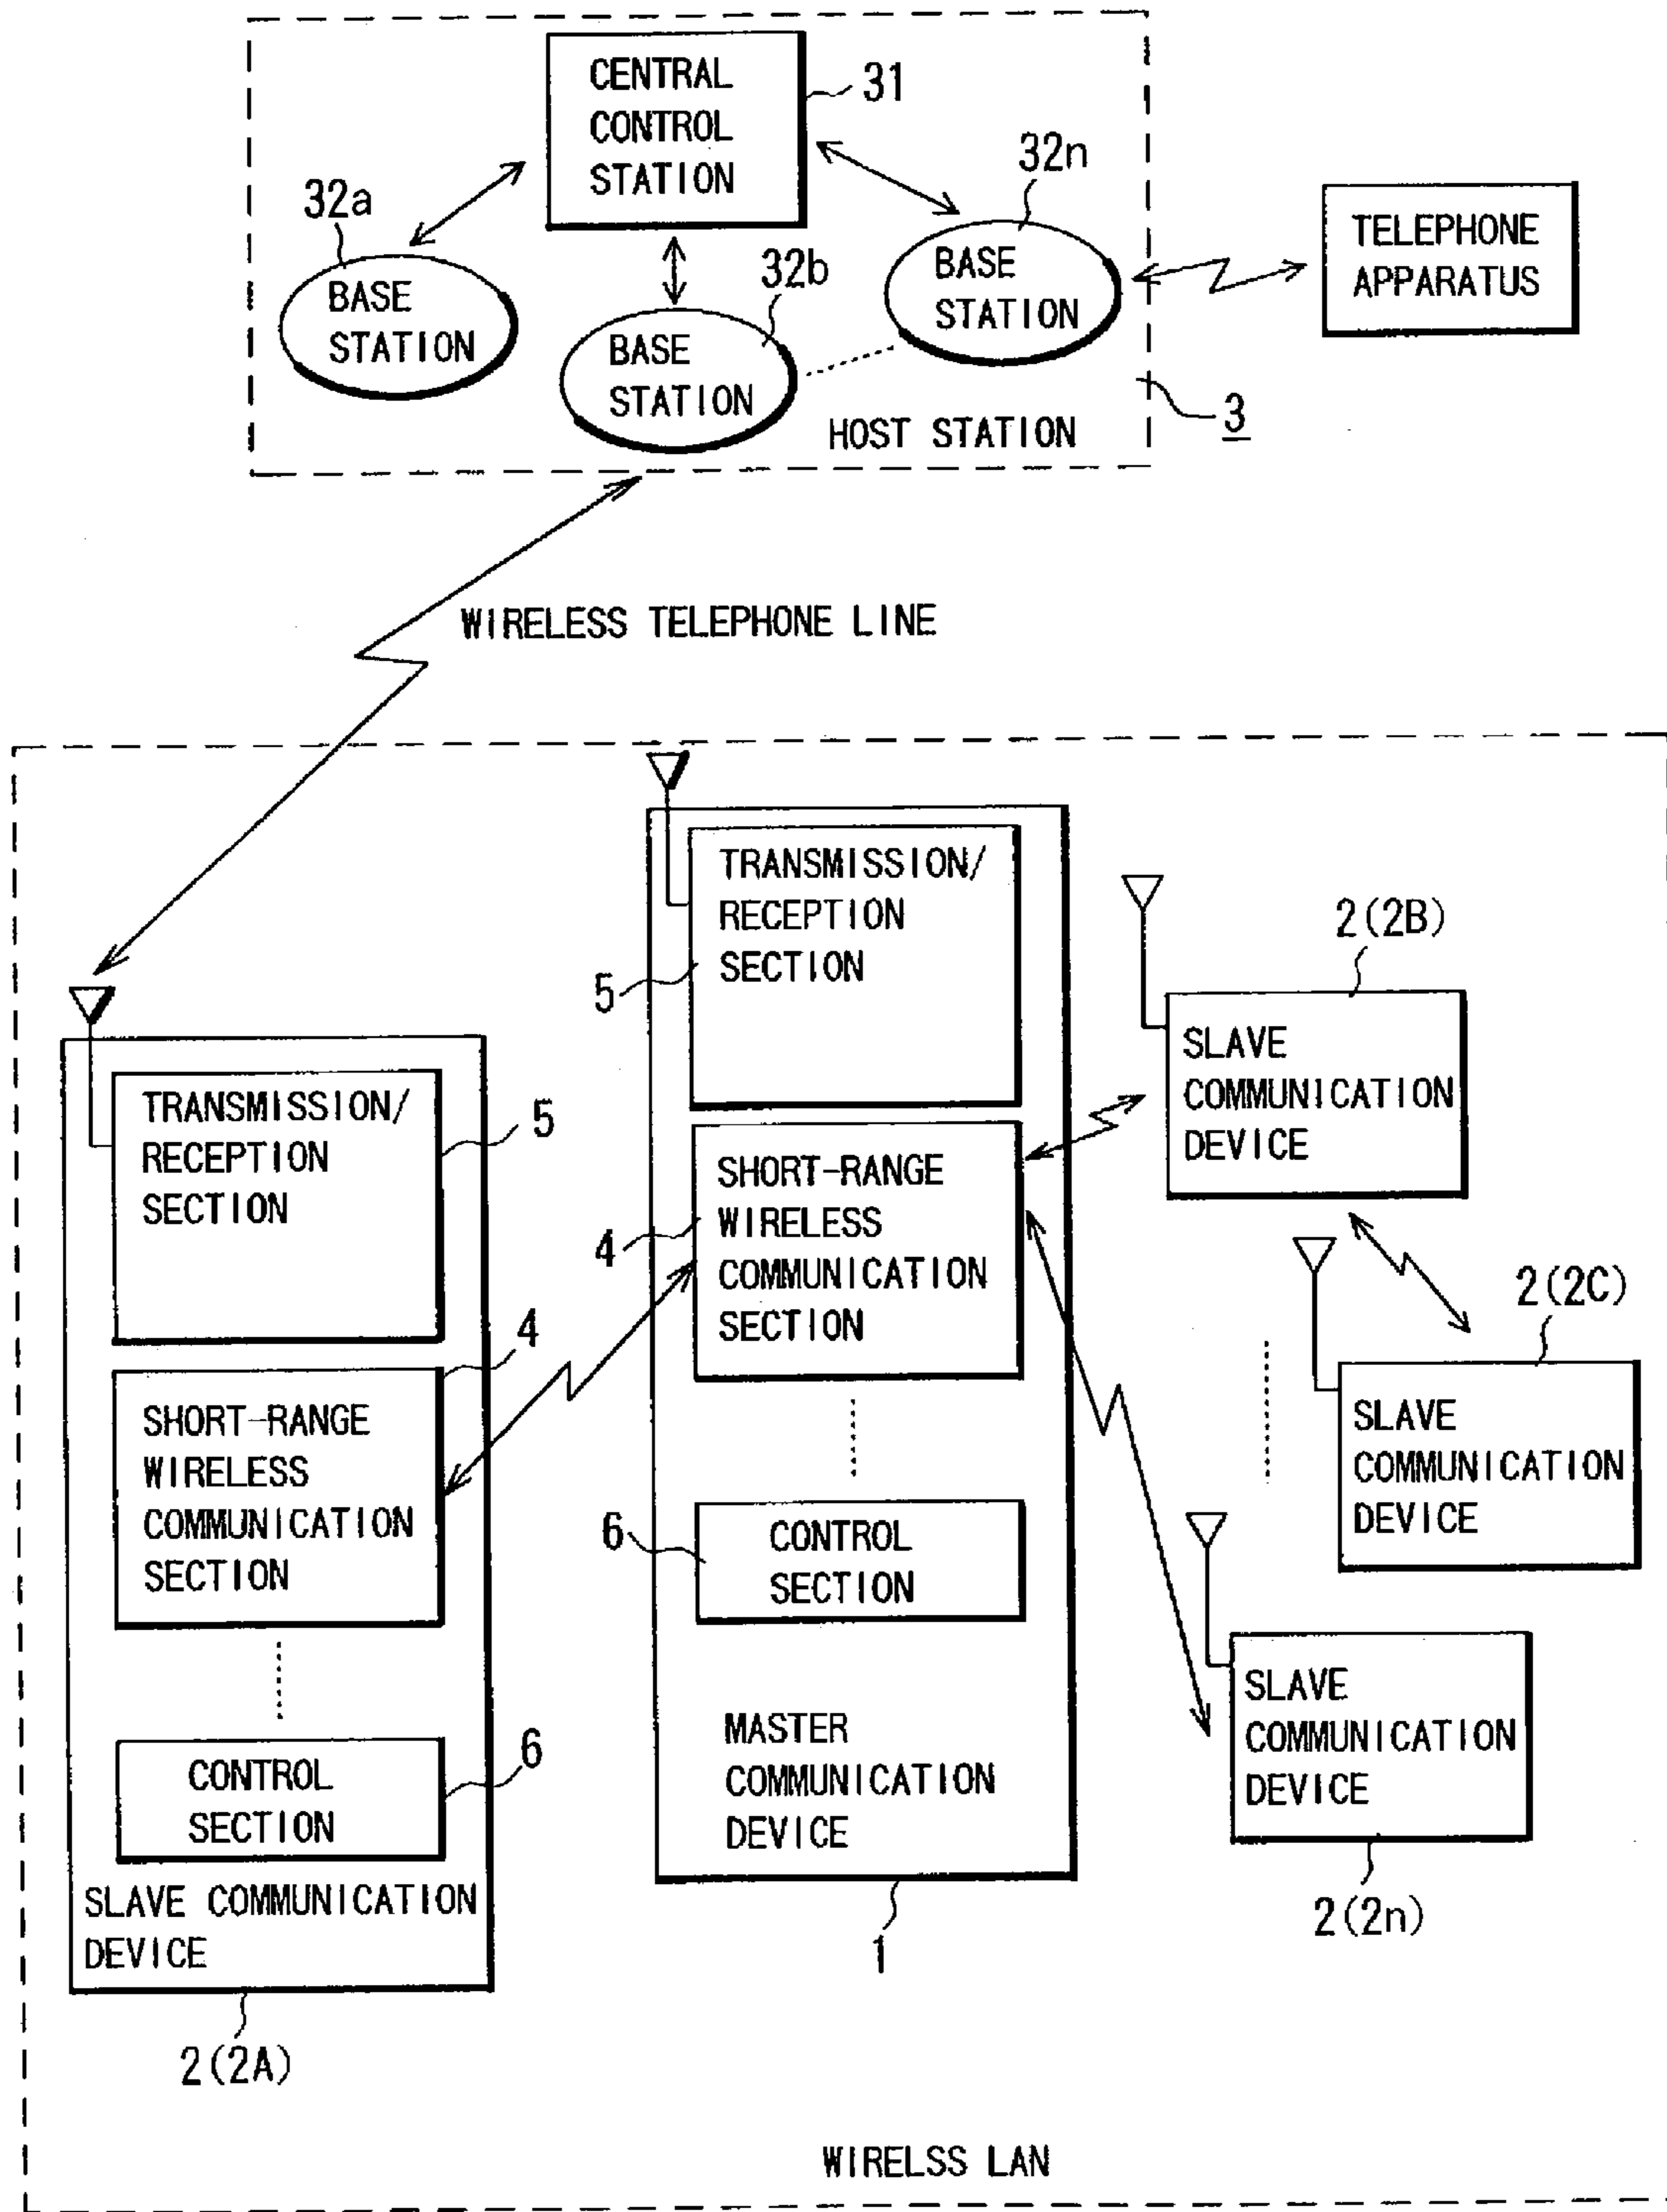 CENTRAL
CONTROL
STATION
31
32a
BASE
STATION
32b
BASE
STATION
32n
BASE
STATION
TELEPHONE
APPARATUS
HOST STATION
3
WIRELESS TELEPHONE LINE
TRANSMISSION/
RECEPTION
SECTION
5
SHORT-RANGE
WIRELESS
COMMUNICATION
SECTION
4
CONTROL
SECTION
6
SLAVE COMMUNICATION
DEVICE
2(2A)
TRANSMISSION/
RECEPTION
SECTION
5
SHORT-RANGE
WIRELESS
COMMUNICATION
SECTION
4
CONTROL
SECTION
6
MASTER
COMMUNICATION
DEVICE
1
2(2B)
SLAVE
COMMUNICATION
DEVICE
2(2C)
SLAVE
COMMUNICATION
DEVICE
SLAVE
COMMUNICATION
DEVICE
2(2n)
WIRELSS LAN